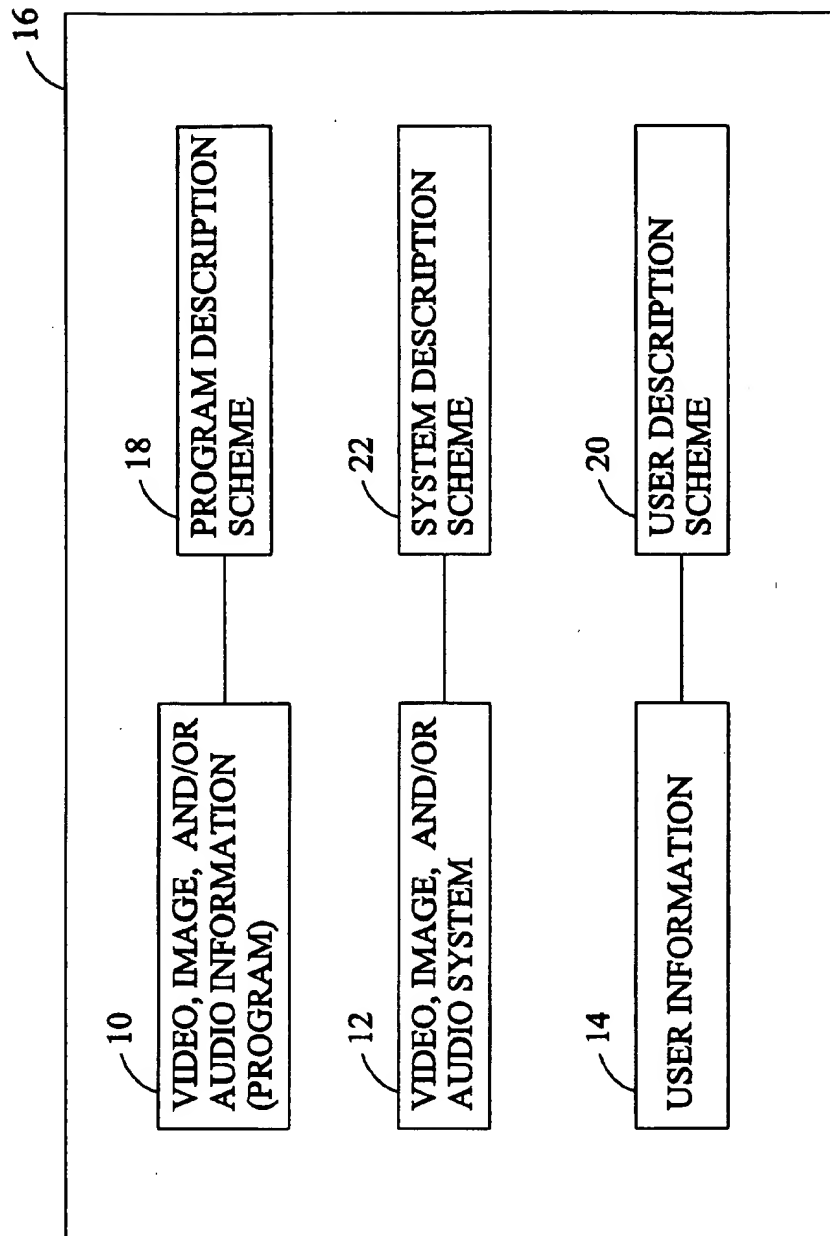 16
10
VIDEO, IMAGE, AND/OR
AUDIO INFORMATION
(PROGRAM)
18
PROGRAM DESCRIPTION
SCHEME
12
VIDEO, IMAGE, AND/OR
AUDIO SYSTEM
22
SYSTEM DESCRIPTION
SCHEME
14
USER INFORMATION
20
USER DESCRIPTION
SCHEME